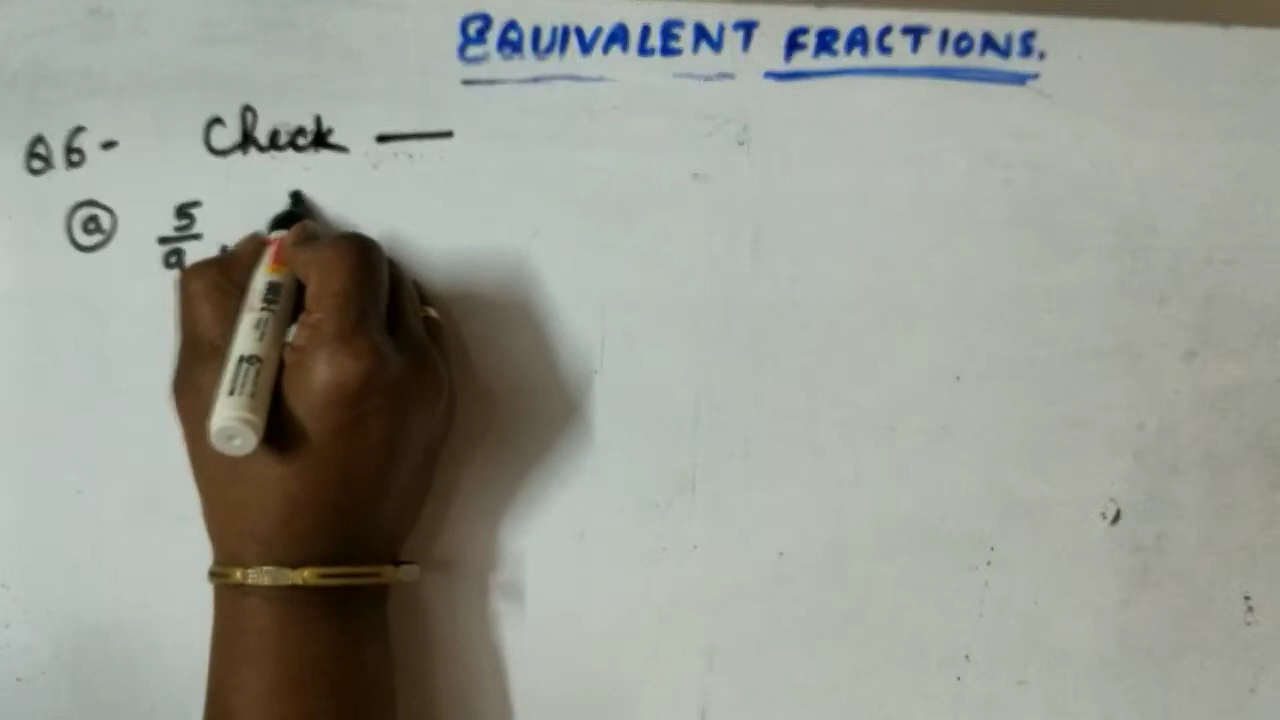 EQUIVALENT FRACTIONS.
Q6- Check —
a 5/9,